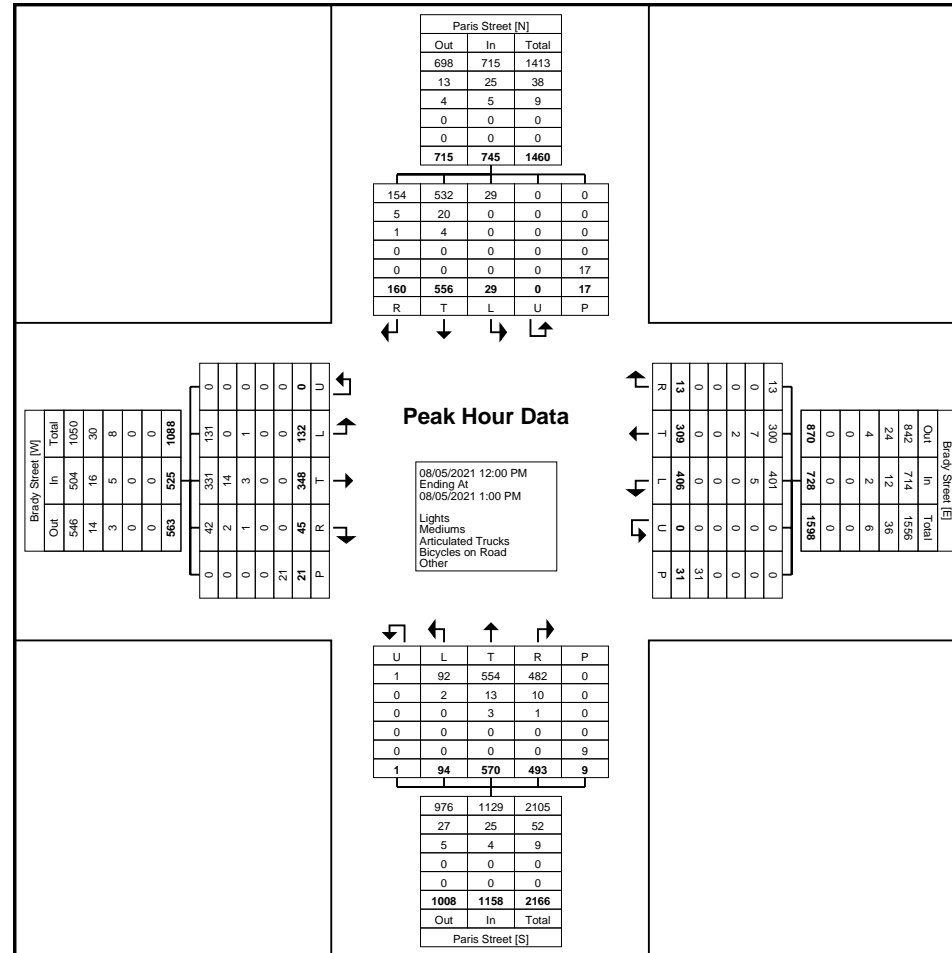 Paris Street [N]
Out In Total
698 715 1413
13 25 38
4 5 9
0 0 0
0 0 0
715 745 1460
154 532 29 0 0
5 20 0 0 0
1 4 0 0 0
0 0 0 0 0
0 0 0 0 17
160 556 29 0 17
R T L U P
Brady Street [W]
Out In Total
546 504 1050
14 16 30
3 5 8
0 0 0
0 0 0
563 525 1088
0 42 331 131 0
0 2 14 0 0
0 1 3 1 0
0 0 0 0 0
21 0 0 0 0
21 45 348 132 0
P R T L U
Peak Hour Data
08/05/2021 12:00 PM
Ending At
08/05/2021 1:00 PM
Lights
Mediums
Articulated Trucks
Bicycles on Road
Other
Brady Street [E]
Out In Total
842 714 1556
24 12 36
4 2 6
0 0 0
0 0 0
870 728 1598
13 300 401 0 0
0 7 5 0 0
0 2 0 0 0
0 0 0 0 0
0 0 0 0 31
13 309 406 0 31
R T L U P
U L T R P
1 92 554 482 0
0 2 13 10 0
0 0 3 1 0
0 0 0 0 0
0 0 0 0 9
1 94 570 493 9
976 1129 2105
27 25 52
5 4 9
0 0 0
0 0 0
1008 1158 2166
Out In Total
Paris Street [S]